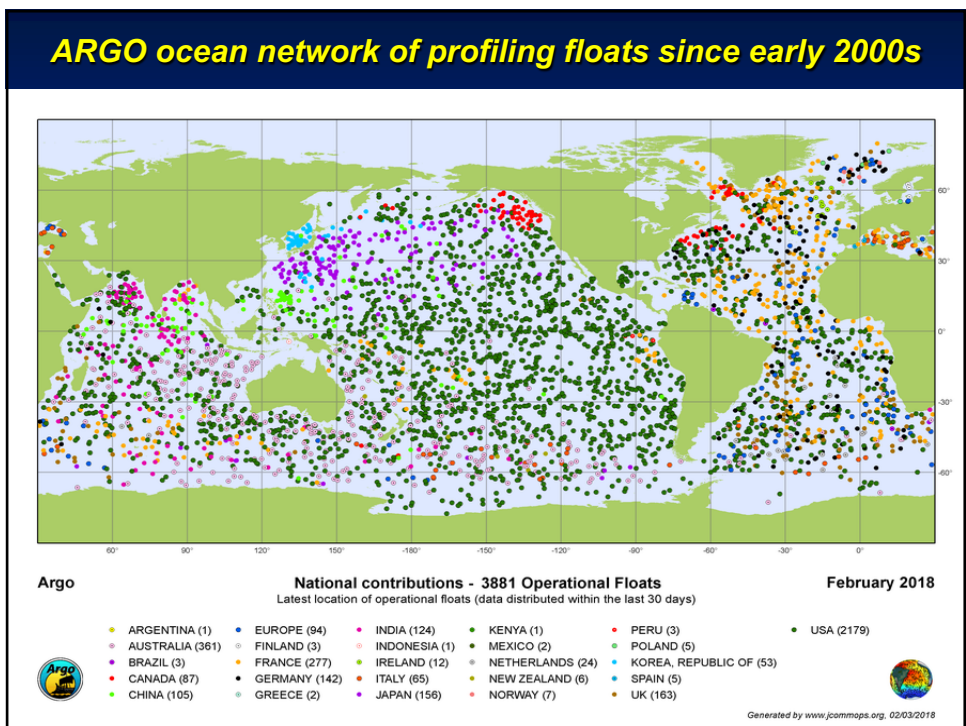 ARGO ocean network of profiling floats since early 2000s
60°
30°
0°
-30°
-60°
60° 90° 120° 150° -180° -150° -120° -90° -60° -30° 0°
Argo National contributions - 3881 Operational Floats February 2018
Latest location of operational floats (data distributed within the last 30 days)
ARGENTINA (1) EUROPE (94) INDIA (124) KENYA (1) PERU (3) USA (2179)
AUSTRALIA (361) FINLAND (3) INDONESIA (1) MEXICO (2) POLAND (5)
BRAZIL (3) FRANCE (277) IRELAND (12) NETHERLANDS (24) KOREA, REPUBLIC OF (53)
CANADA (87) GERMANY (142) ITALY (65) NEW ZEALAND (6) SPAIN (5)
CHINA (105) GREECE (2) JAPAN (156) NORWAY (7) UK (163)
Argo
Generated by www.jcommops.org, 02/03/2018